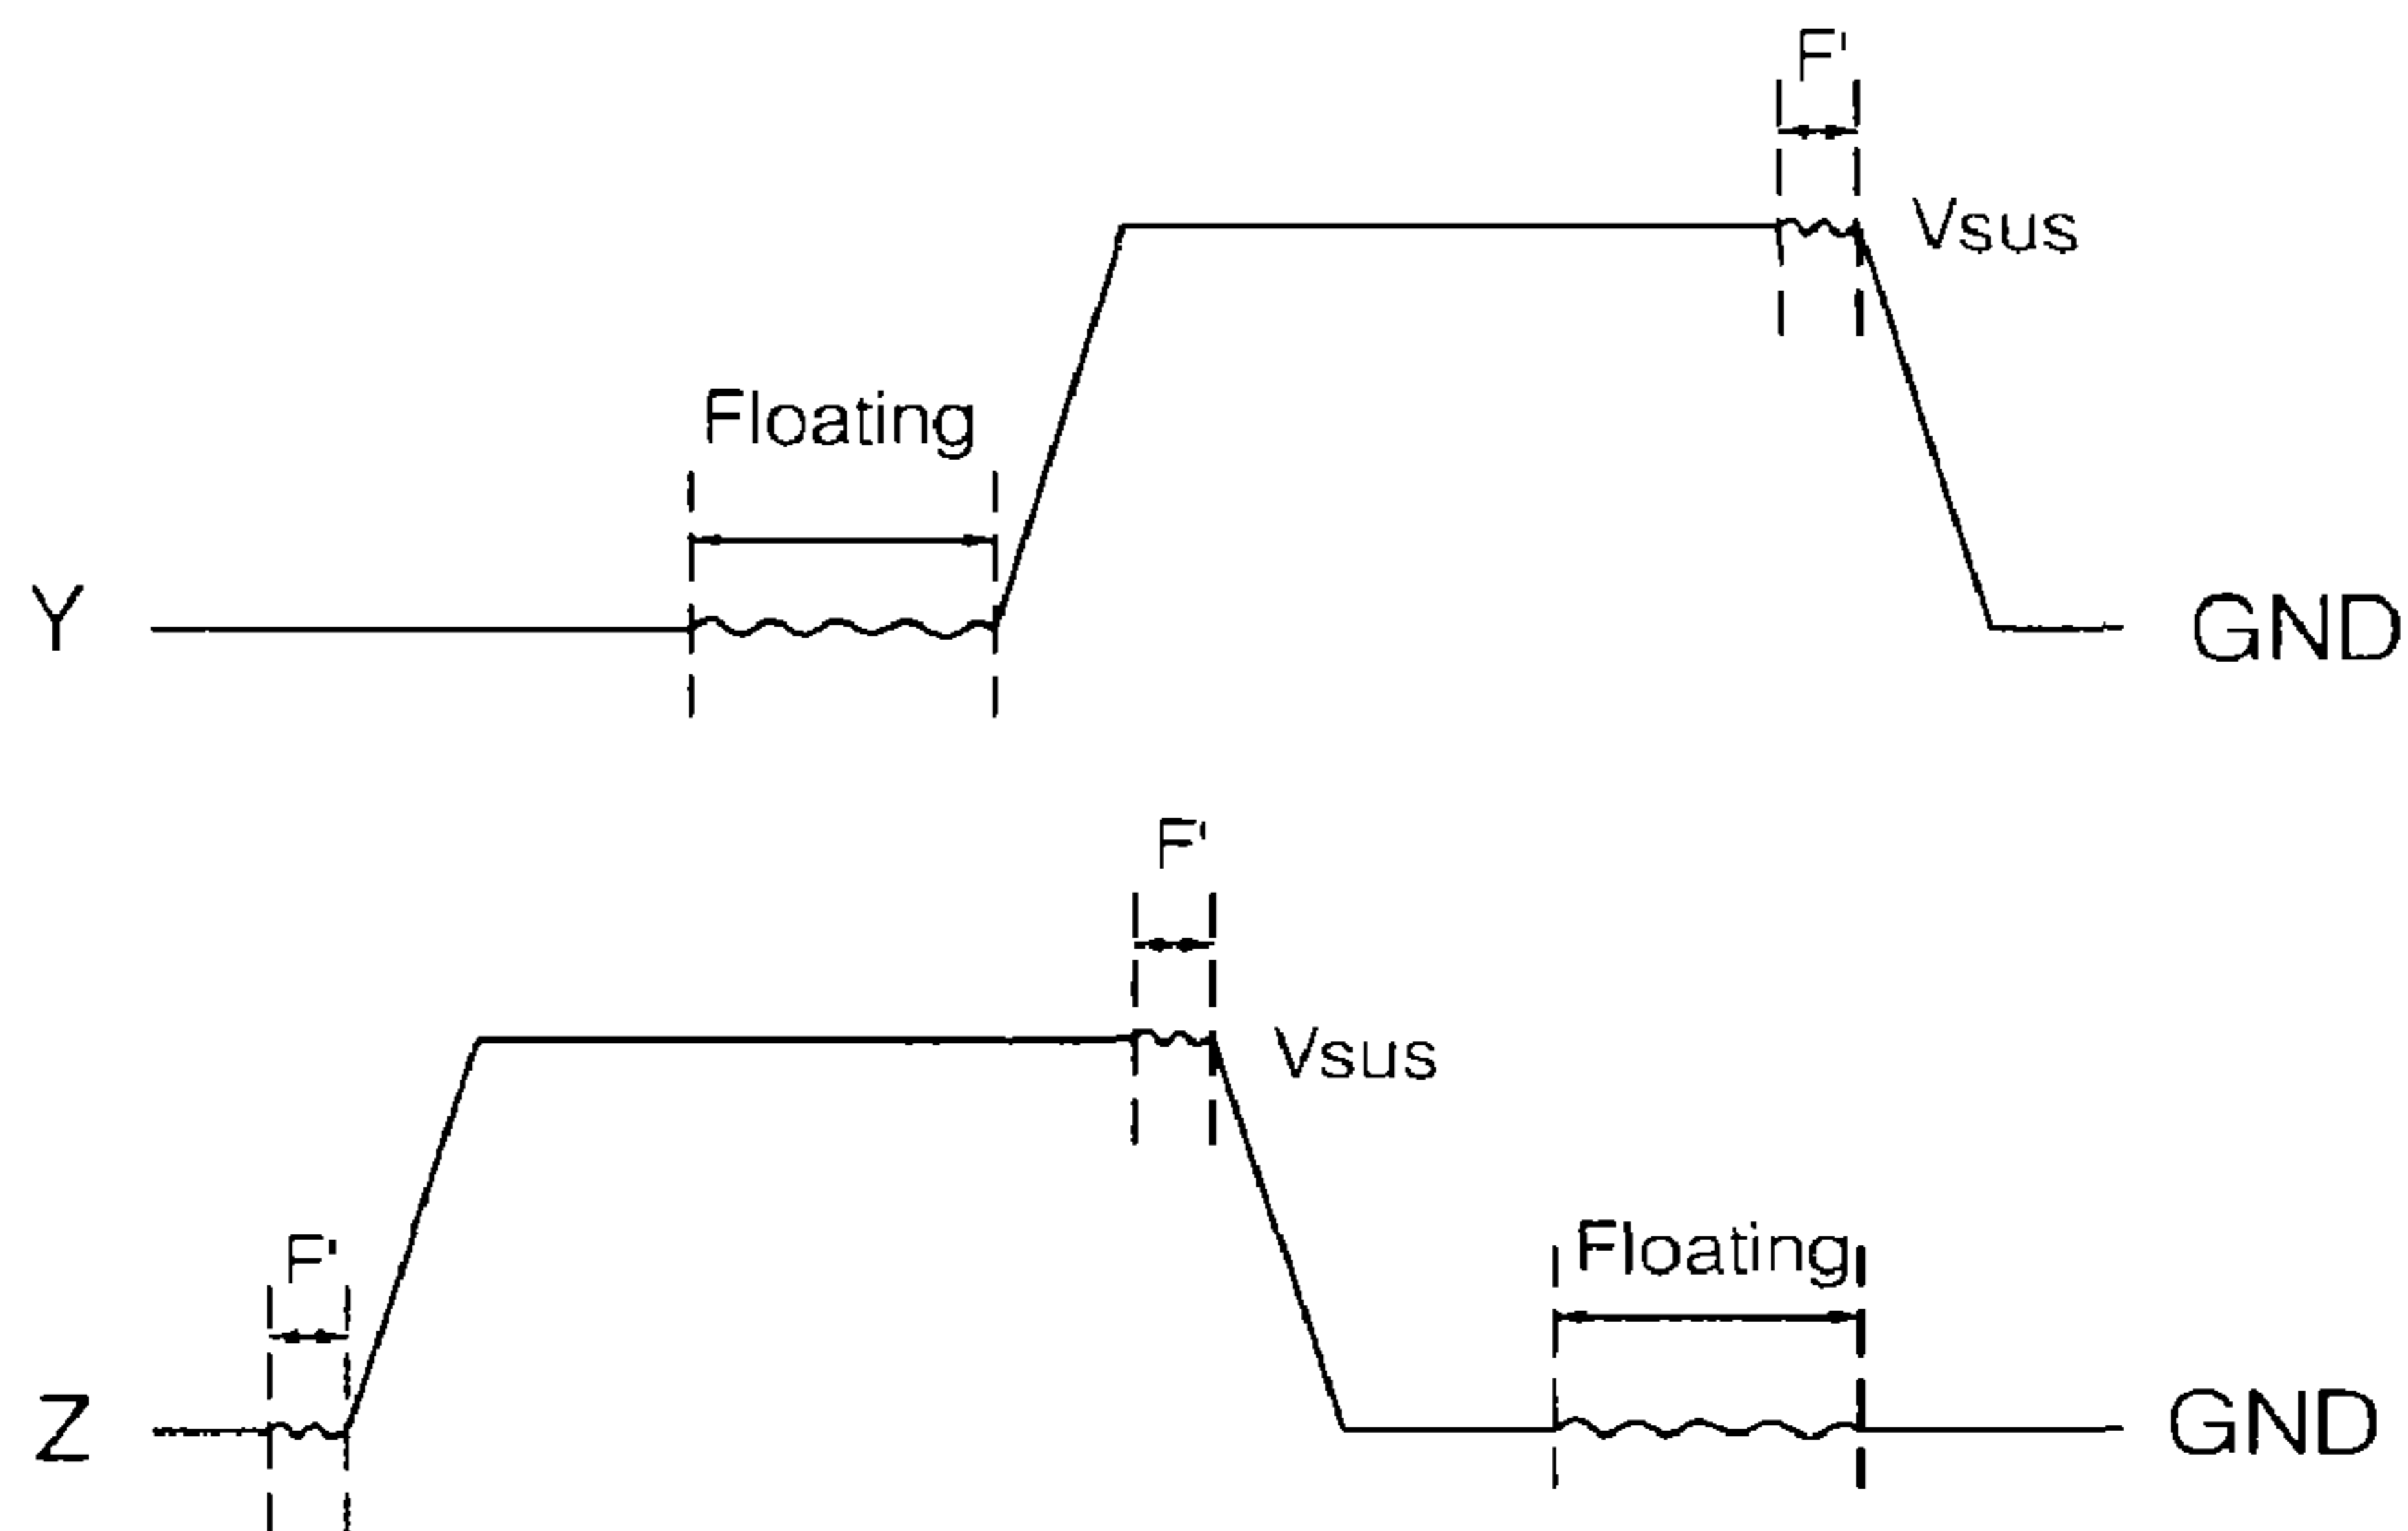 F'
Vsus
Floating
Y
GND
F'
Vsus
F'
Floating
Z
GND